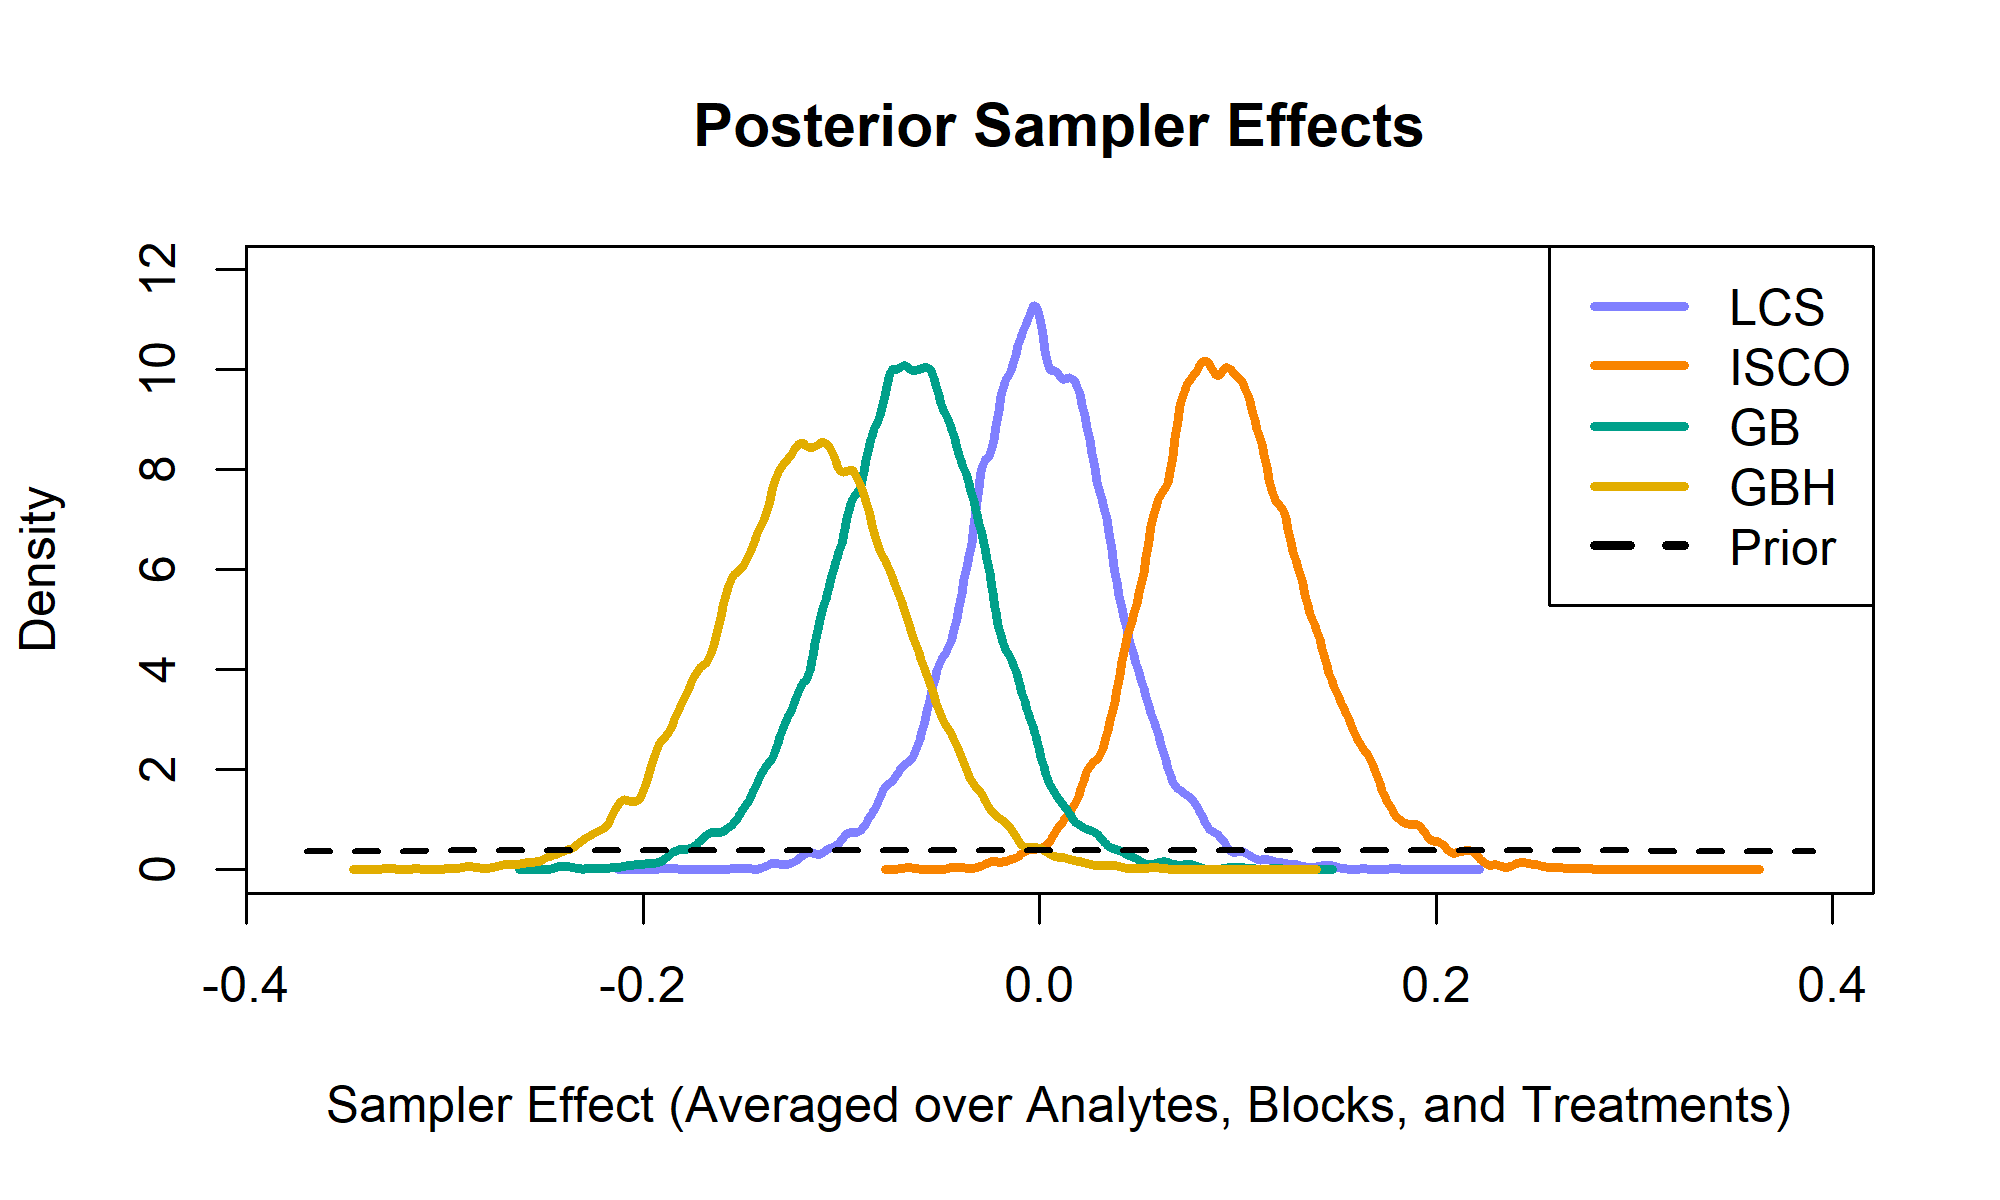 Posterior Sampler Effects
Density
12
10
8
6
4
2
0
LCS
ISCO
GB
GBH
Prior
-0.4
-0.2
0.0
0.2
0.4
Sampler Effect (Averaged over Analytes, Blocks, and Treatments)